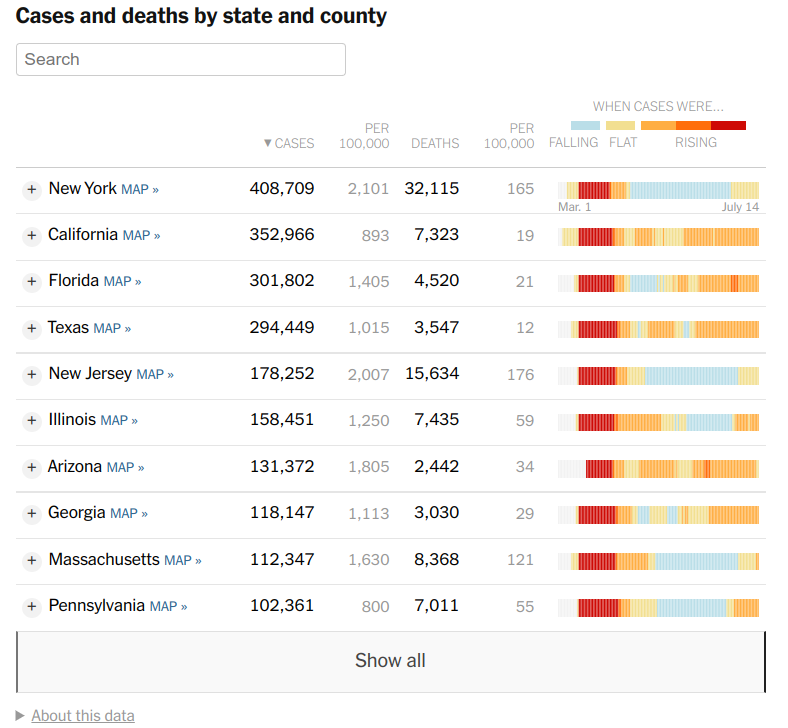 Cases and deaths by state and county
Search
WHEN CASES WERE...
▼ CASES PER 100,000 DEATHS PER 100,000 FALLING FLAT RISING
+ New York MAP » 408,709 2,101 32,115 165
Mar. 1 July 14
+ California MAP » 352,966 893 7,323 19
+ Florida MAP » 301,802 1,405 4,520 21
+ Texas MAP » 294,449 1,015 3,547 12
+ New Jersey MAP » 178,252 2,007 15,634 176
+ Illinois MAP » 158,451 1,250 7,435 59
+ Arizona MAP » 131,372 1,805 2,442 34
+ Georgia MAP » 118,147 1,113 3,030 29
+ Massachusetts MAP » 112,347 1,630 8,368 121
+ Pennsylvania MAP » 102,361 800 7,011 55
Show all
▶ About this data